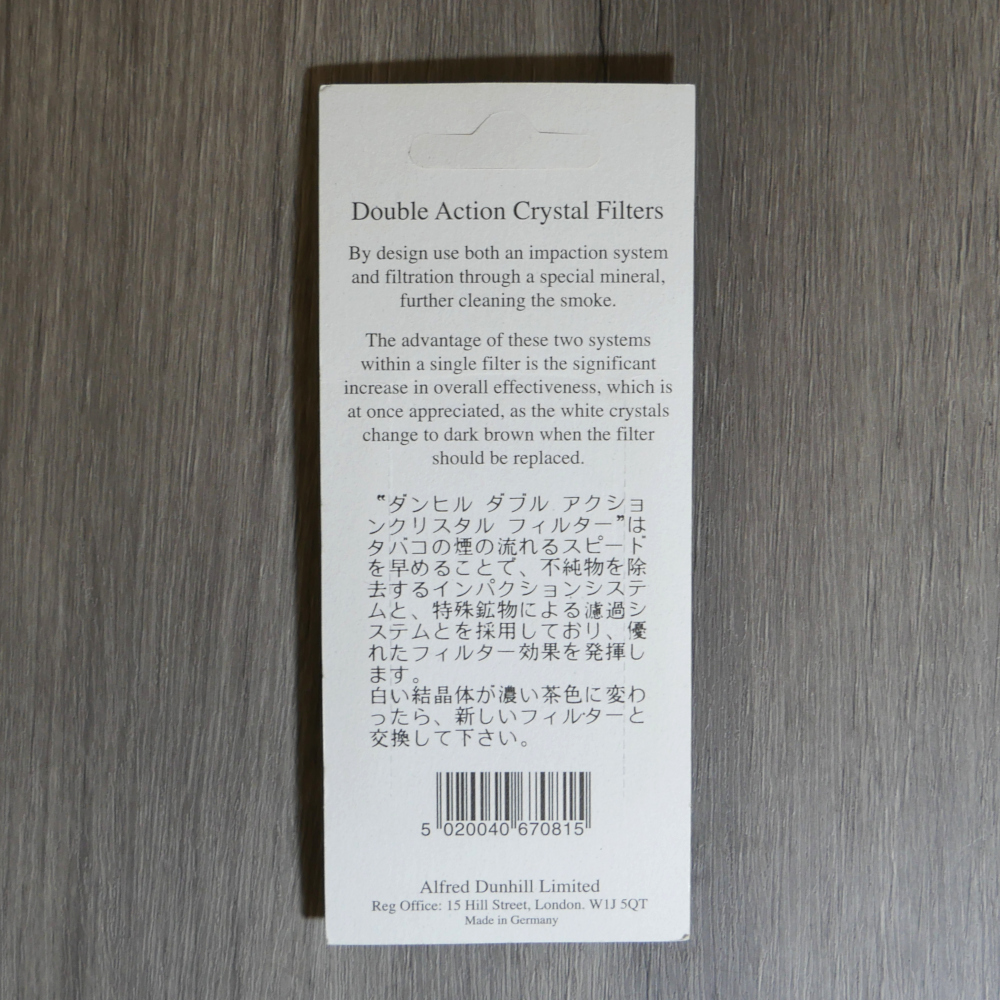 Double Action Crystal Filters
By design use both an impaction system
and filtration through a special mineral,
further cleaning the smoke.
The advantage of these two systems
within a single filter is the significant
increase in overall effectiveness, which is
at once appreciated, as the white crystals
change to dark brown when the filter
should be replaced.
“ダンヒル ダブル アクショ
ンクリスタル フィルター”は
タバコの煙の流れるスピード
を早めることで、不純物を除
去するインパクションシステ
ムと、特殊鉱物による濾過シ
ステムとを採用しており、優
れたフィルター効果を発揮し
ます。
白い結晶体が濃い茶色に変わ
ったら、新しいフィルターと
交換して下さい。
5 020040 670815
Alfred Dunhill Limited
Reg Office: 15 Hill Street, London. W1J 5QT
Made in Germany